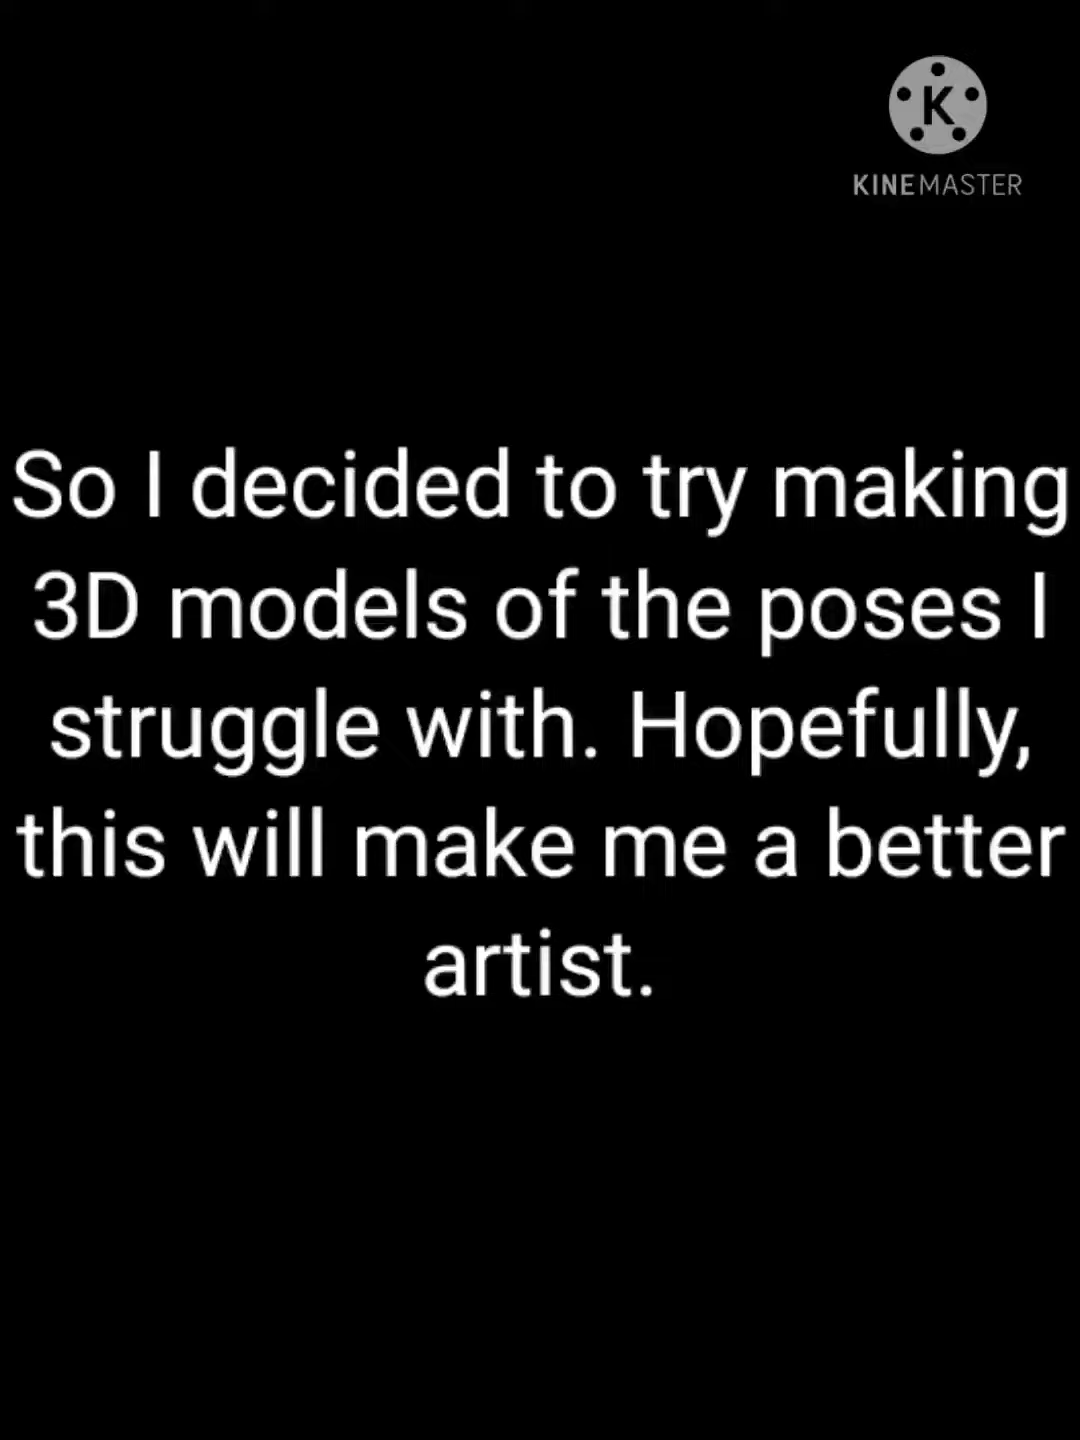 K
KINEMASTER
So I decided to try making
3D models of the poses I
struggle with. Hopefully,
this will make me a better
artist.